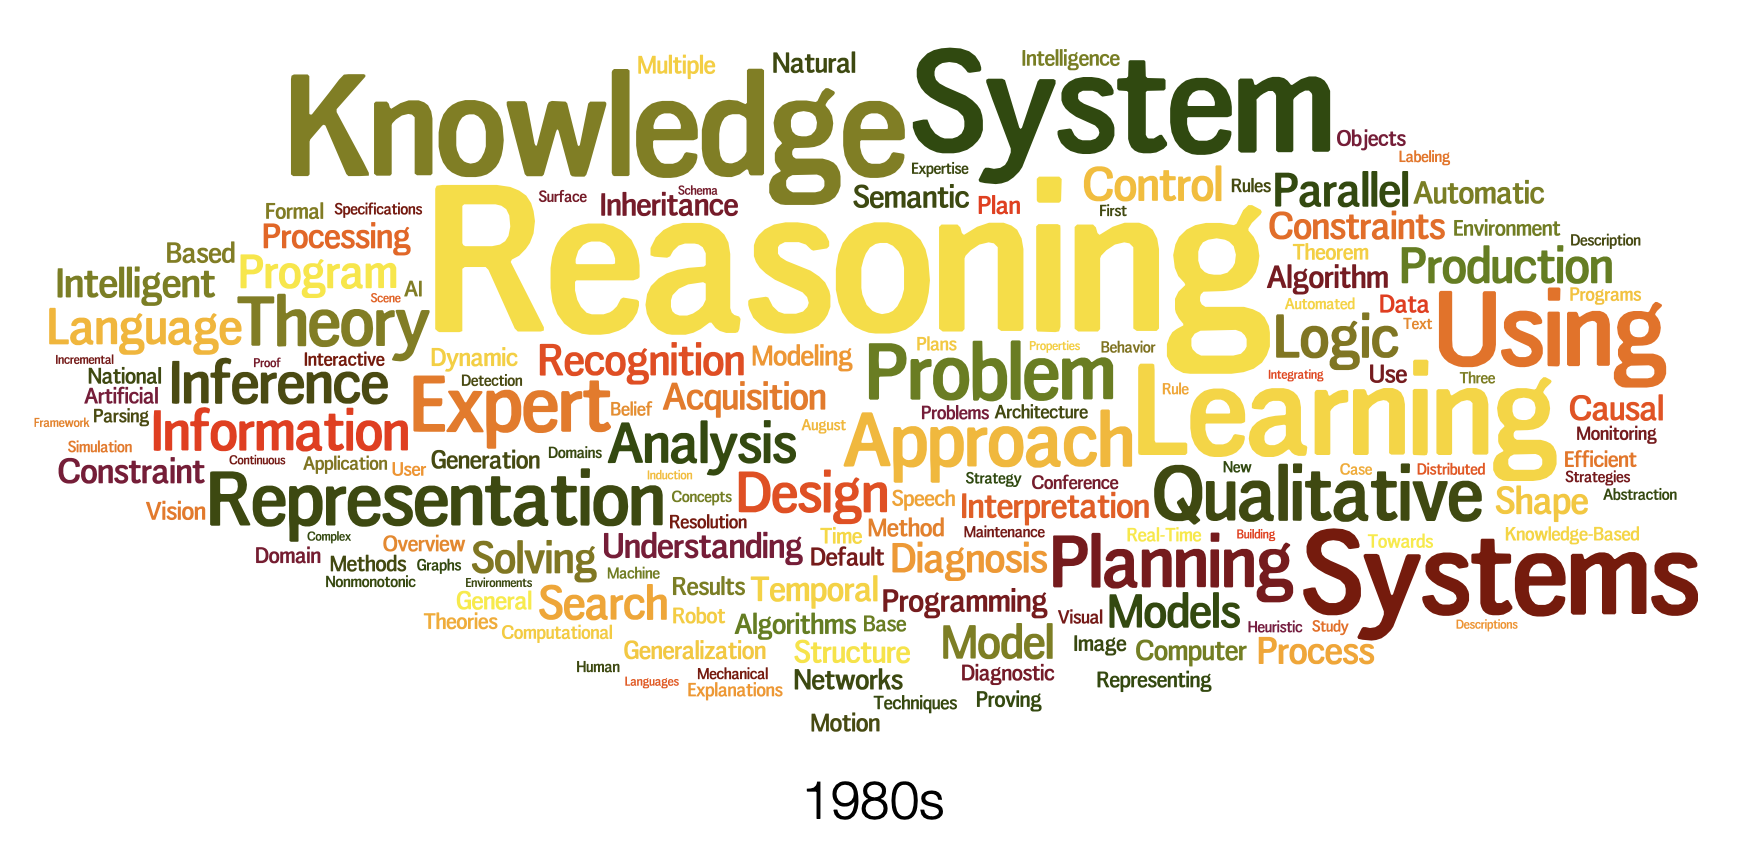 Multiple
Natural
Intelligence
Knowledge
System
Objects
Labeling
Expertise
Surface
Schema
Inheritance
Semantic
Plan
Control
Rules
Parallel
Automatic
First
Formal
Specifications
Processing
Reasoning
Constraints
Environment
Description
Based
Theorem
Intelligent
Program
AI
Scene
Algorithm
Production
Automated
Data
Text
Programs
Language
Theory
Logic
Using
Incremental
Proof
Interactive
Dynamic
Recognition
Modeling
Plans
Properties
Behavior
National
Inference
Detection
Problem
Integrating
Use
Three
Artificial
Expert
Belief
Acquisition
Rule
Learning
Causal
Framework
Parsing
Information
August
Problems
Architecture
Monitoring
Simulation
Continuous
Application
User
Generation
Domains
Analysis
Approach
Efficient
Constraint
Induction
Strategy
Conference
New
Case
Distributed
Strategies
Vision
Representation
Concepts
Design
Speech
Interpretation
Qualitative
Shape
Abstraction
Resolution
Complex
Overview
Time
Method
Maintenance
Real-Time
Building
Towards
Knowledge-Based
Domain
Methods
Graphs
Solving
Understanding
Default
Diagnosis
Planning
Systems
Nonmonotonic
Environments
Machine
Results
Temporal
General
Search
Robot
Programming
Visual
Models
Theories
Computational
Algorithms
Base
Heuristic
Study
Descriptions
Generalization
Structure
Model
Image
Computer
Process
Human
Languages
Mechanical
Explanations
Networks
Diagnostic
Representing
Techniques
Proving
Motion
1980s